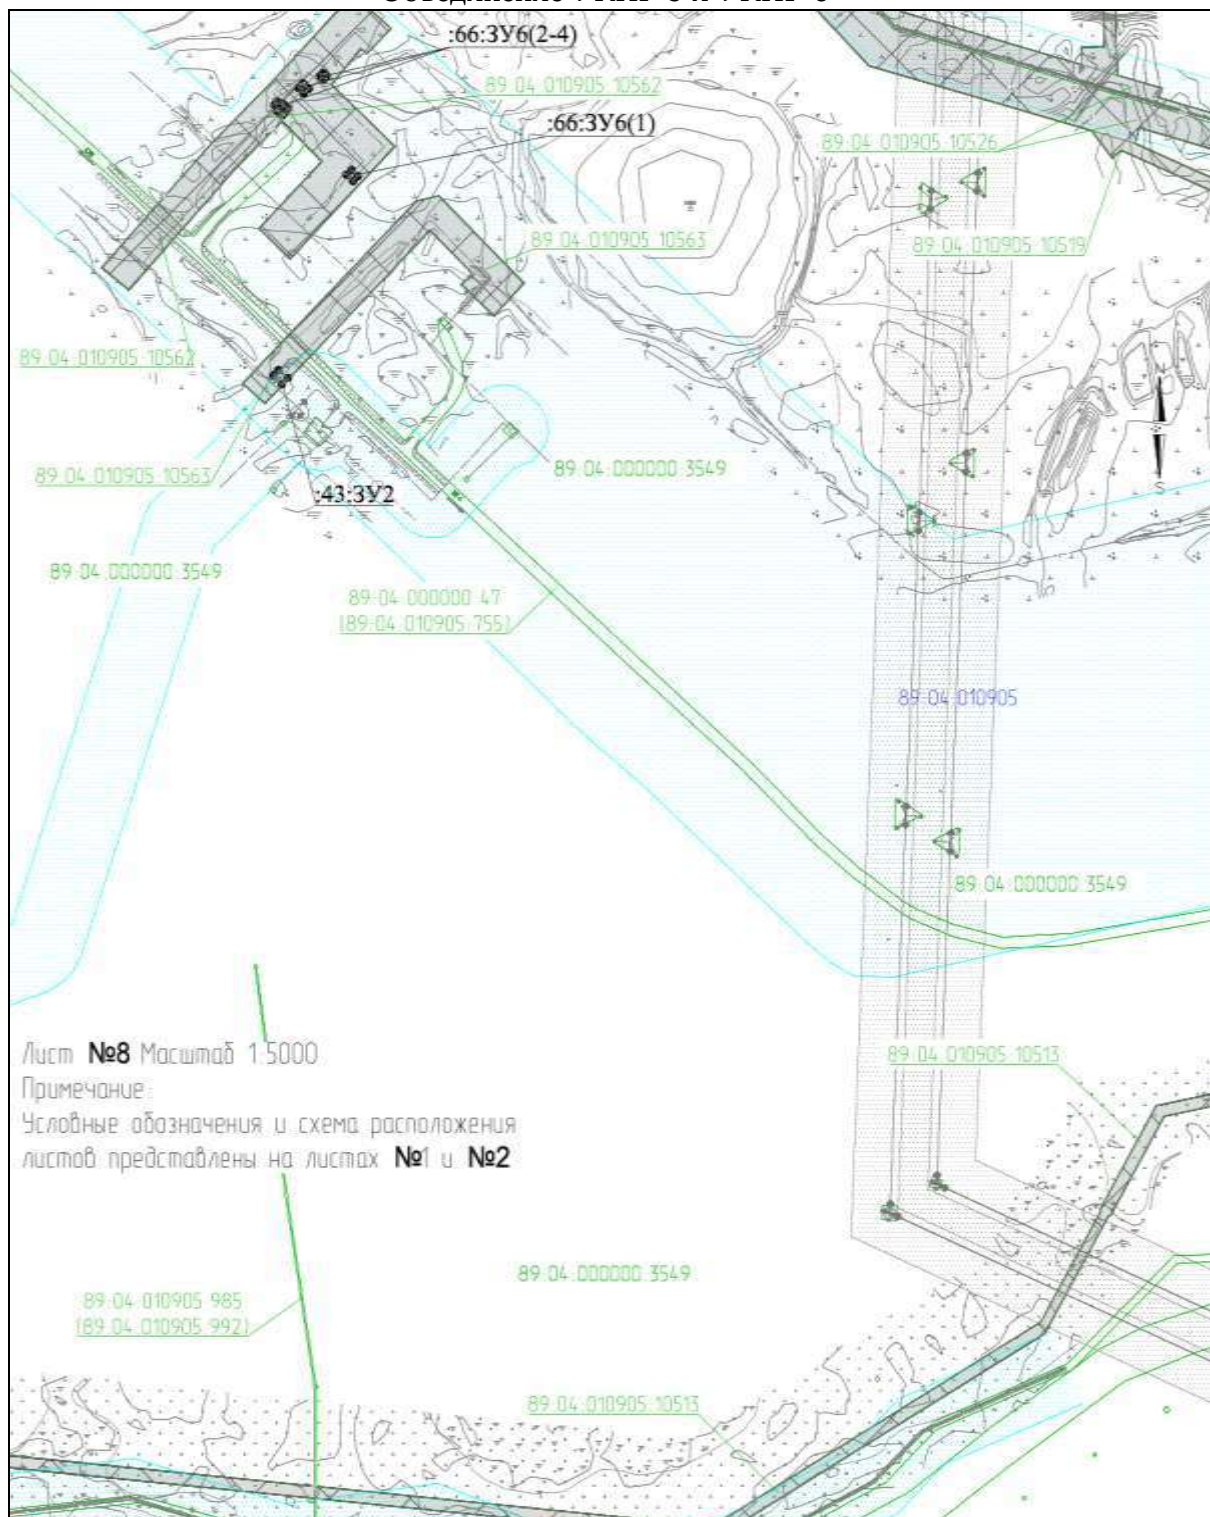 :66:ЗУ6(2-4)
89:04:010905:10562
:66:ЗУ6(1)
89:04:010905:10526
89:04:010905:10563
89:04:010905:10519
89:04:010905:10562
N
S
89:04:010905:10563
89:04:000000:3549
:43:ЗУ2
89:04:000000:3549
89:04:000000:47
(89:04:010905:755)
89:04:010905
89:04:000000:3549
Лист №8 Масштаб 1:5000
89:04:010905:10513
Примечание:
Условные обозначения и схема расположения
листов представлены на листах №1 и №2
89:04:000000:3549
89:04:010905:985
(89:04:010905:992)
89:04:010905:10513